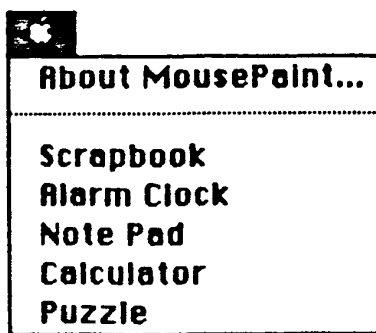 About MousePaint...
Scrapbook
Alarm Clock
Note Pad
Calculator
Puzzle